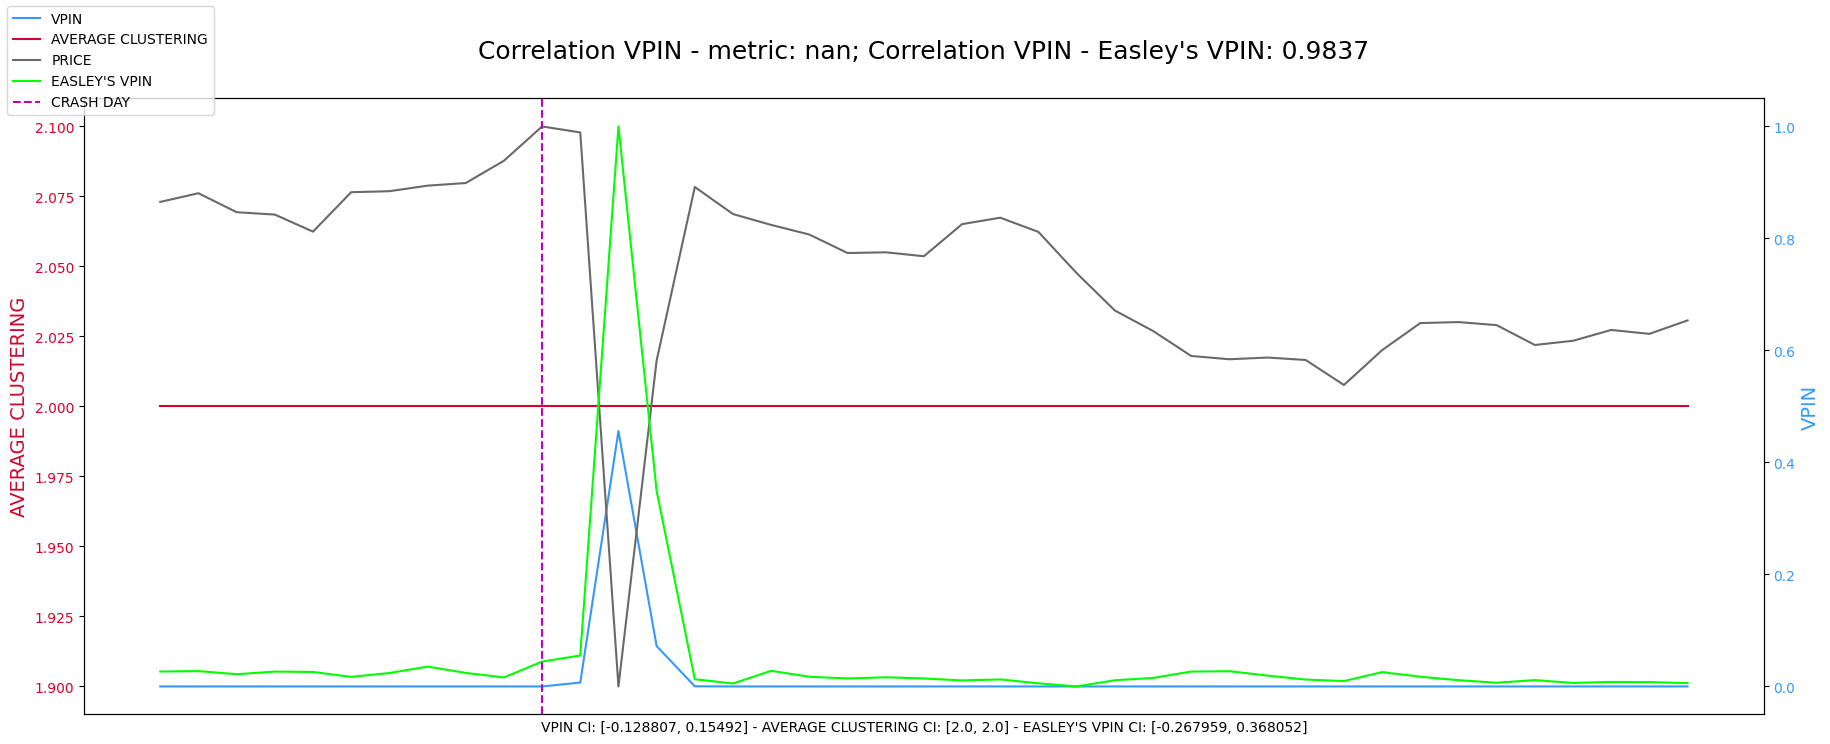 VPIN
AVERAGE CLUSTERING
PRICE
EASLEY'S VPIN
CRASH DAY
Correlation VPIN - metric: nan; Correlation VPIN - Easley's VPIN: 0.9837
AVERAGE CLUSTERING
2.100
2.075
2.050
2.025
2.000
1.975
1.950
1.925
1.900
1.0
0.8
0.6
0.4
0.2
0.0
VPIN
VPIN CI: [-0.128807, 0.15492] - AVERAGE CLUSTERING CI: [2.0, 2.0] - EASLEY'S VPIN CI: [-0.267959, 0.368052]